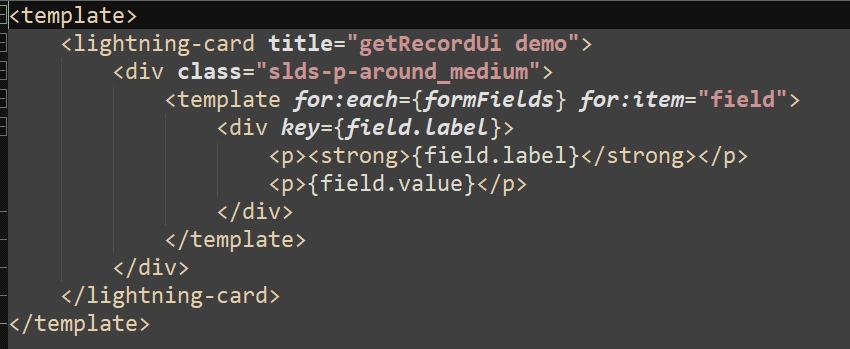 <template>
<lightning-card title="getRecordUi demo">
<div class="slds-p-around_medium">
<template for:each={formFields} for:item="field">
<div key={field.label}>
<p><strong>{field.label}</strong></p>
<p>{field.value}</p>
</div>
</template>
</div>
</lightning-card>
</template>